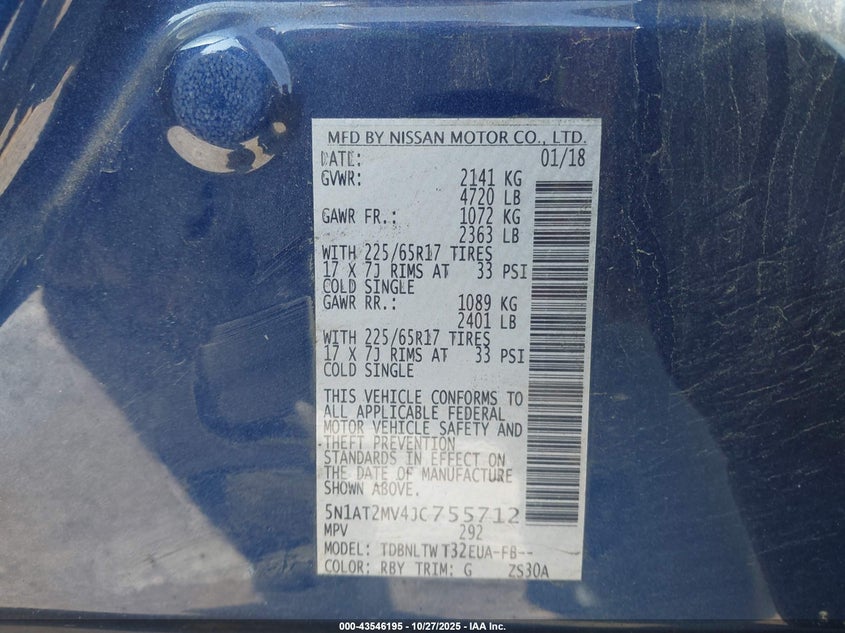 MFD BY NISSAN MOTOR CO., LTD.
DATE: 01/18
GVWR: 2141 KG
4720 LB
GAWR FR.: 1072 KG
2363 LB
WITH 225/65R17 TIRES
17 X 7J RIMS AT 33 PSI
COLD SINGLE
GAWR RR.: 1089 KG
2401 LB
WITH 225/65R17 TIRES
17 X 7J RIMS AT 33 PSI
COLD SINGLE
THIS VEHICLE CONFORMS TO
ALL APPLICABLE FEDERAL
MOTOR VEHICLE SAFETY AND
THEFT PREVENTION
STANDARDS IN EFFECT ON
THE DATE OF MANUFACTURE
SHOWN ABOVE.
5N1AT2MV4JC755712
MPV 292
MODEL: TDBNLTW T32EUA-FB--
COLOR: RBY TRIM: G ZS30A
000-43546195 - 10/27/2025 - IAA Inc.